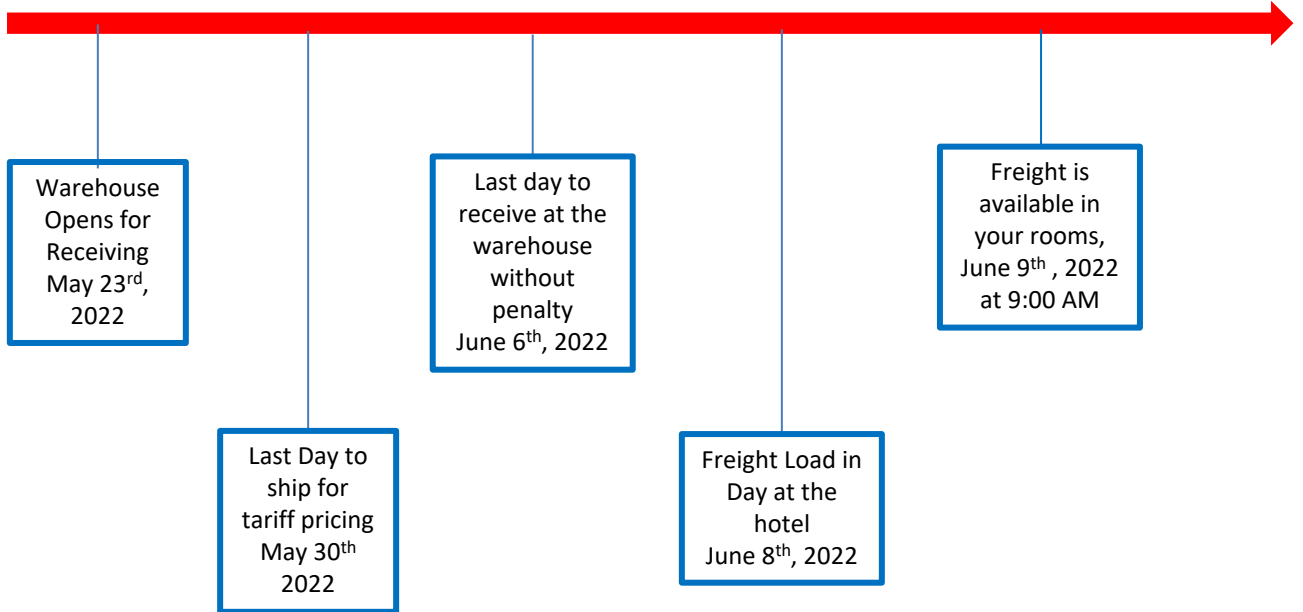 Warehouse
Opens for
Receiving
May 23rd,
2022
Last Day to
ship for
tariff pricing
May 30th
2022
Last day to
receive at the
warehouse
without
penalty
June 6th, 2022
Freight Load in
Day at the
hotel
June 8th, 2022
Freight is
available in
your rooms,
June 9th , 2022
at 9:00 AM